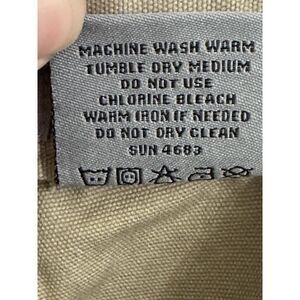 MACHINE WASH WARM
TUMBLE DRY MEDIUM
DO NOT USE
CHLORINE BLEACH
WARM IRON IF NEEDED
DO NOT DRY CLEAN
SUN 4683